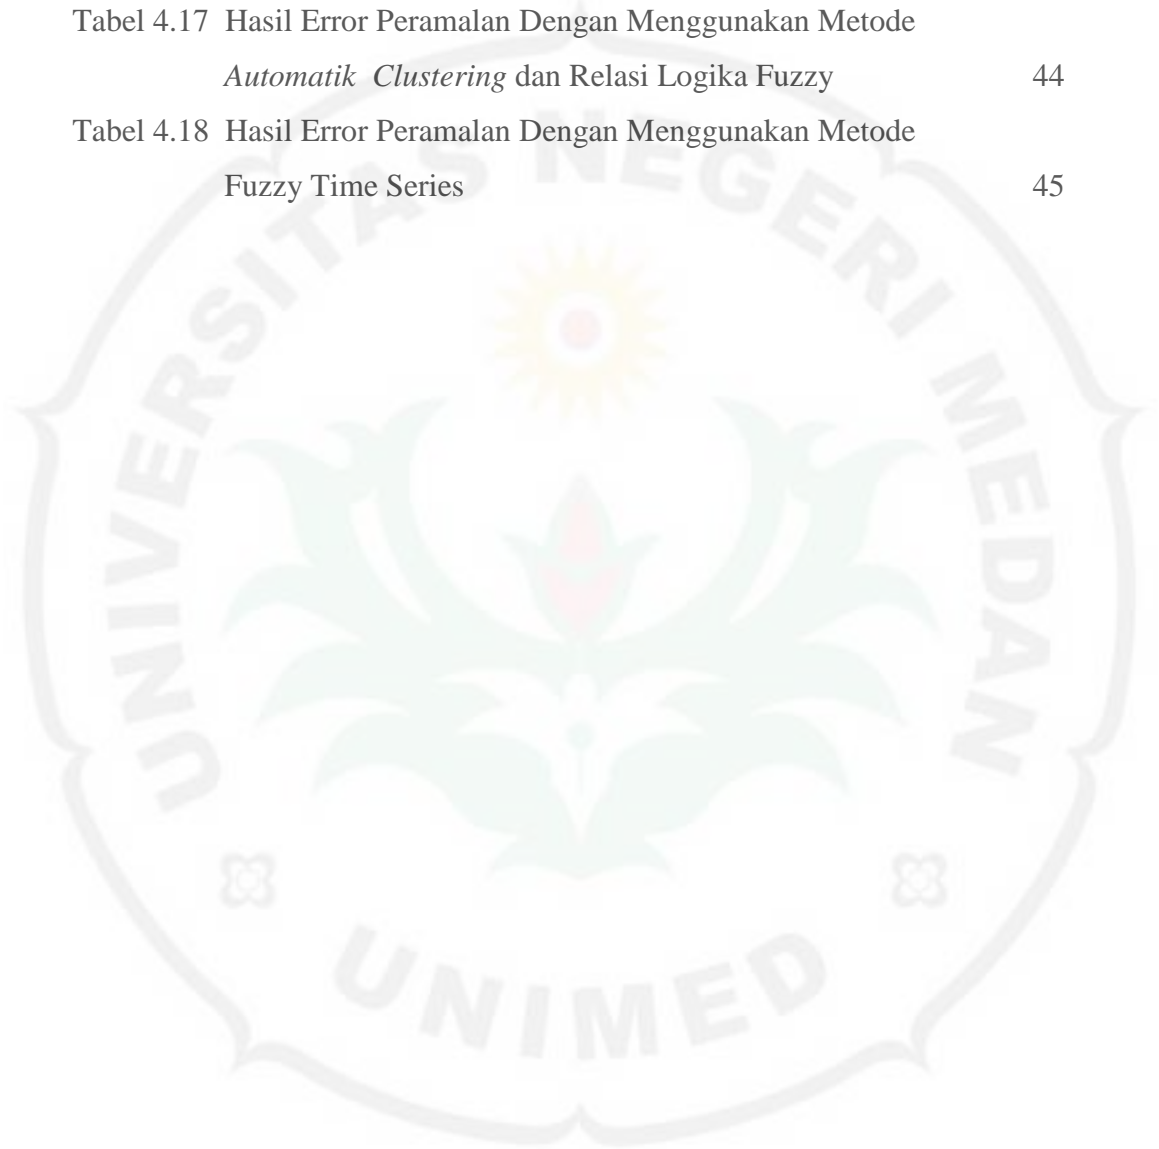 Tabel 4.17 Hasil Error Peramalan Dengan Menggunakan Metode
Automatik Clustering dan Relasi Logika Fuzzy 44
Tabel 4.18 Hasil Error Peramalan Dengan Menggunakan Metode
Fuzzy Time Series 45
UNIVERSITAS NEGERI MEDAN
UNIMED